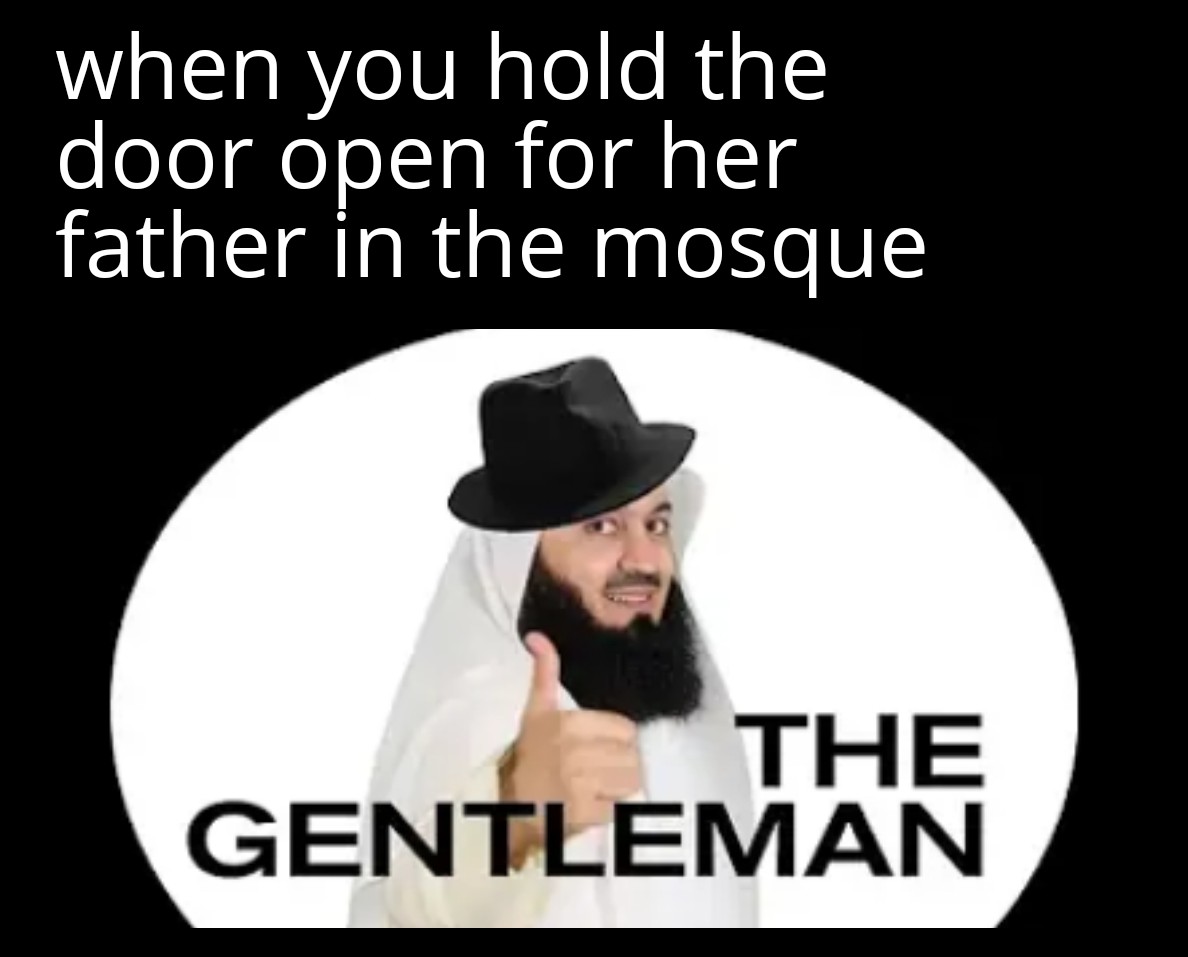 when you hold the
door open for her
father in the mosque
THE
GENTLEMAN